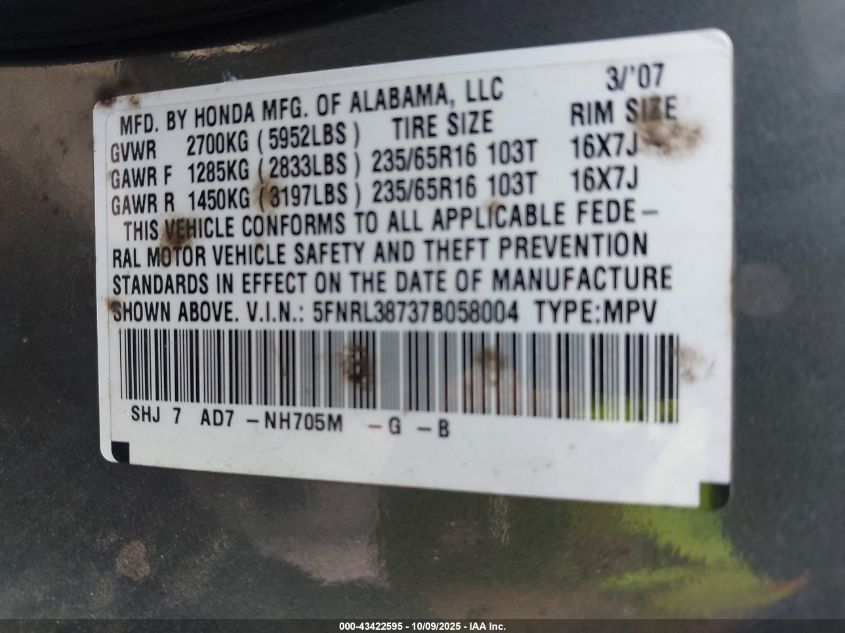 3/'07
MFD. BY HONDA MFG. OF ALABAMA, LLC
GVWR 2700KG (5952LBS) TIRE SIZE RIM SIZE
GAWR F 1285KG (2833LBS) 235/65R16 103T 16X7J
GAWR R 1450KG (3197LBS) 235/65R16 103T 16X7J
THIS VEHICLE CONFORMS TO ALL APPLICABLE FEDE-
RAL MOTOR VEHICLE SAFETY AND THEFT PREVENTION
STANDARDS IN EFFECT ON THE DATE OF MANUFACTURE
SHOWN ABOVE. V.I.N.: 5FNRL38737B058004 TYPE:MPV
SHJ 7 AD7-NH705M -G-B
000-43422595 - 10/09/2025 - IAA Inc.